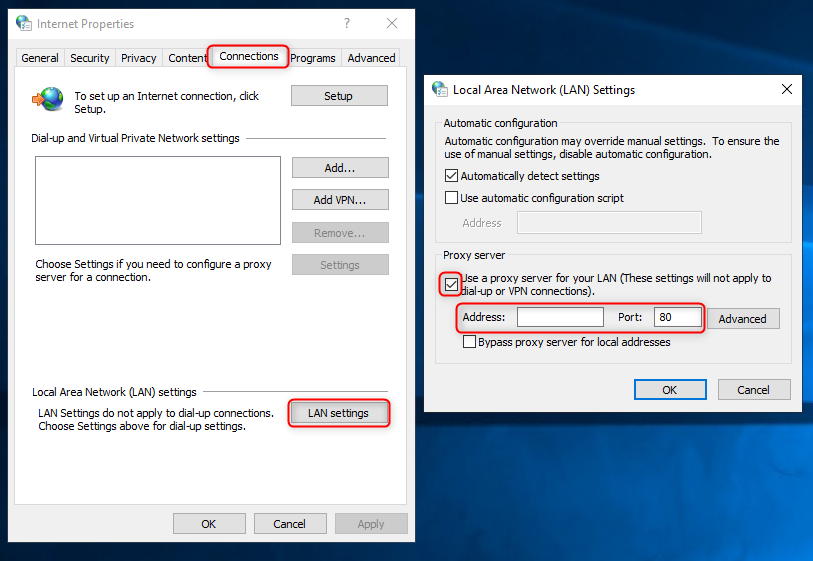 Internet Properties
General Security Privacy Content Connections Programs Advanced
To set up an Internet connection, click
Setup.
Setup
Dial-up and Virtual Private Network settings
Add...
Add VPN...
Remove...
Choose Settings if you need to configure a proxy
server for a connection.
Settings
Local Area Network (LAN) settings
LAN Settings do not apply to dial-up connections.
Choose Settings above for dial-up settings.
LAN settings
OK Cancel Apply
Local Area Network (LAN) Settings
Automatic configuration
Automatic configuration may override manual settings. To ensure the
use of manual settings, disable automatic configuration.
Automatically detect settings
Use automatic configuration script
Address
Proxy server
Use a proxy server for your LAN (These settings will not apply to
dial-up or VPN connections).
Address: Port: 80 Advanced
Bypass proxy server for local addresses
OK Cancel